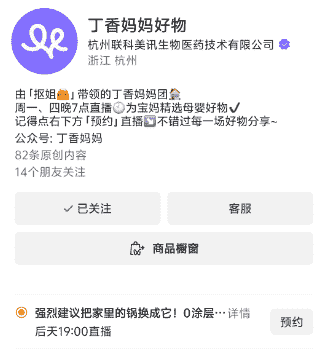 丁香妈妈好物
杭州联科美讯生物医药技术有限公司
浙江 杭州
由「抠姐🦀」带领的丁香妈妈团
周一、四晚7点直播🕖为宝妈精选母婴好物✔
记得点右下方「预约」直播不错过每一场好物分享~
公众号: 丁香妈妈
82条原创内容
14个朋友关注
✓ 已关注
客服
商品橱窗
强烈建议把家里的锅换成它！0涂层… 详情
后天19:00直播
预约